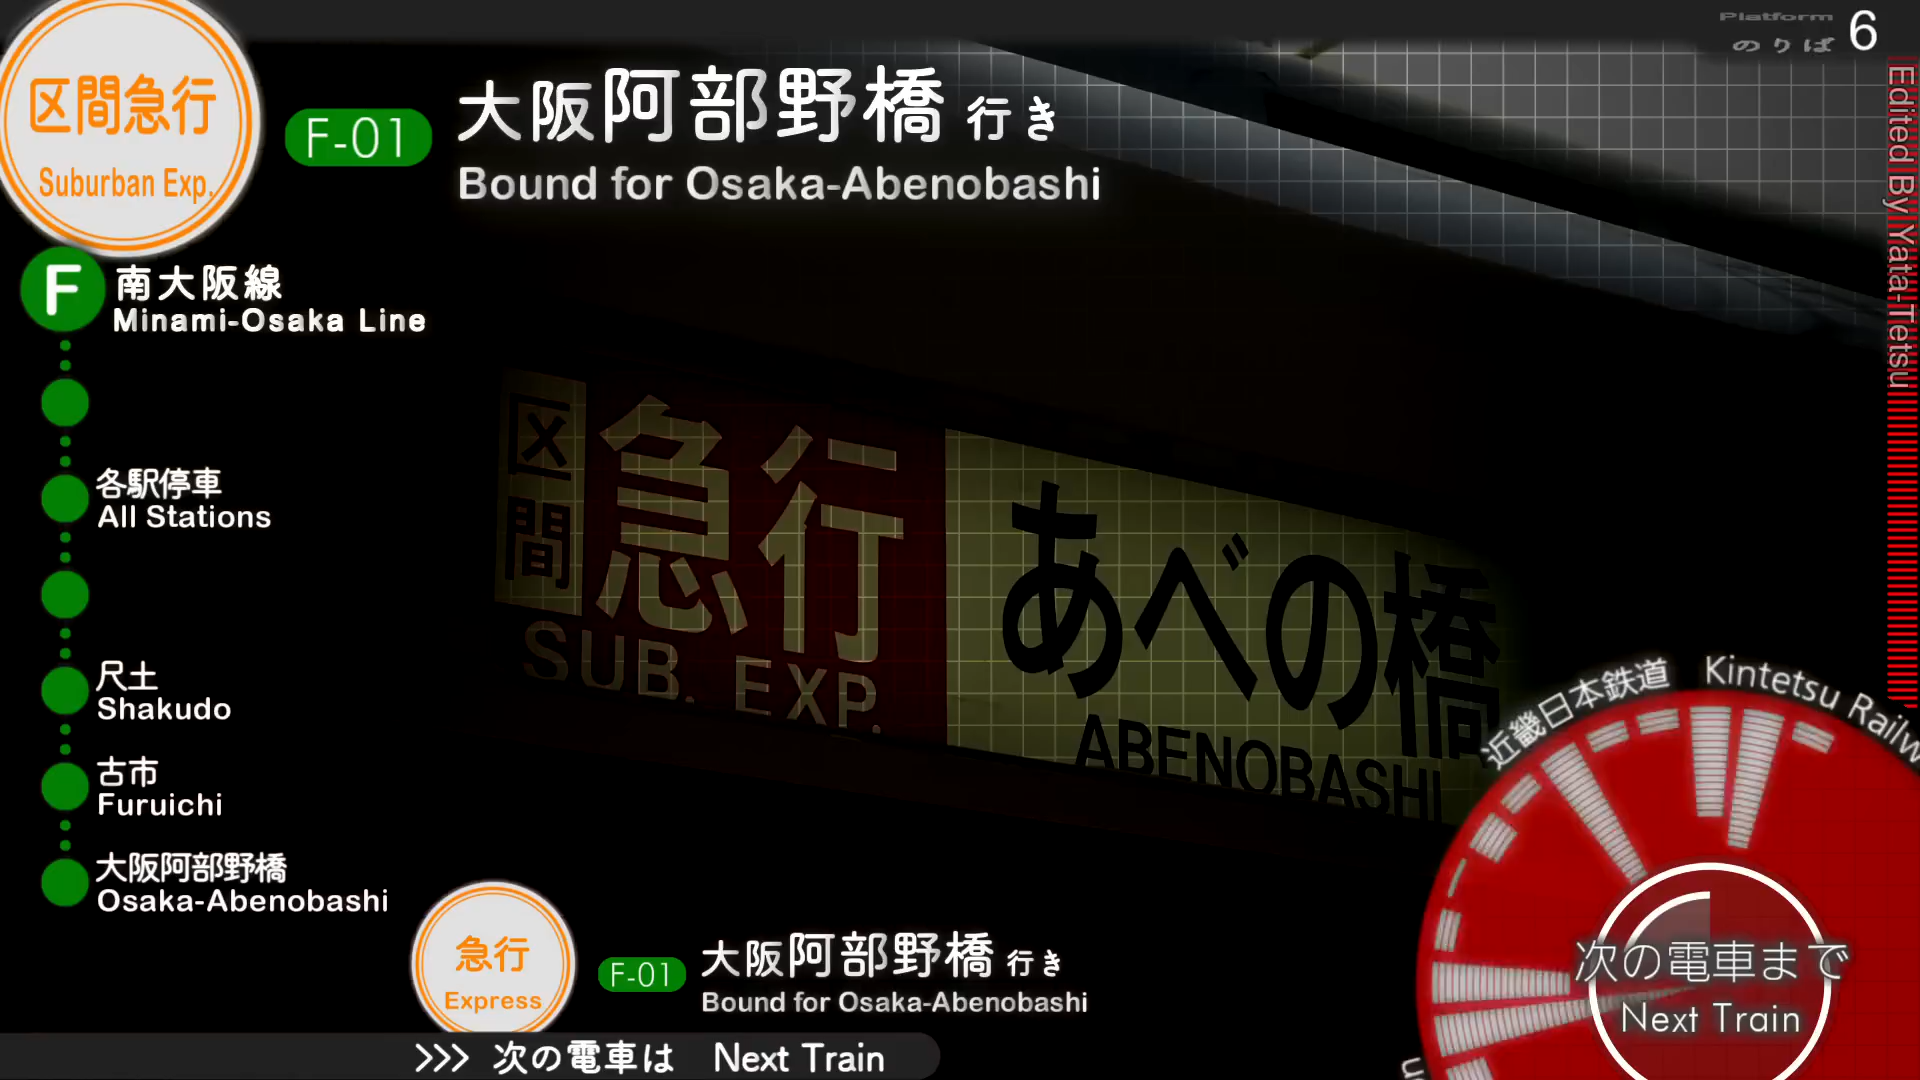 区間急行
Suburban Exp.
F-01
大阪阿部野橋 行き
Bound for Osaka-Abenobashi
Platform
のりば
6
Edited By Yata-Tetsu
F
南大阪線
Minami-Osaka Line
各駅停車
All Stations
尺土
Shakudo
古市
Furuichi
大阪阿部野橋
Osaka-Abenobashi
区間
急行
SUB. EXP.
あべの橋
ABENOBASHI
急行
Express
F-01
大阪阿部野橋 行き
Bound for Osaka-Abenobashi
>>> 次の電車は Next Train
近畿日本鉄道
Kintetsu Railw
次の電車まで
Next Train